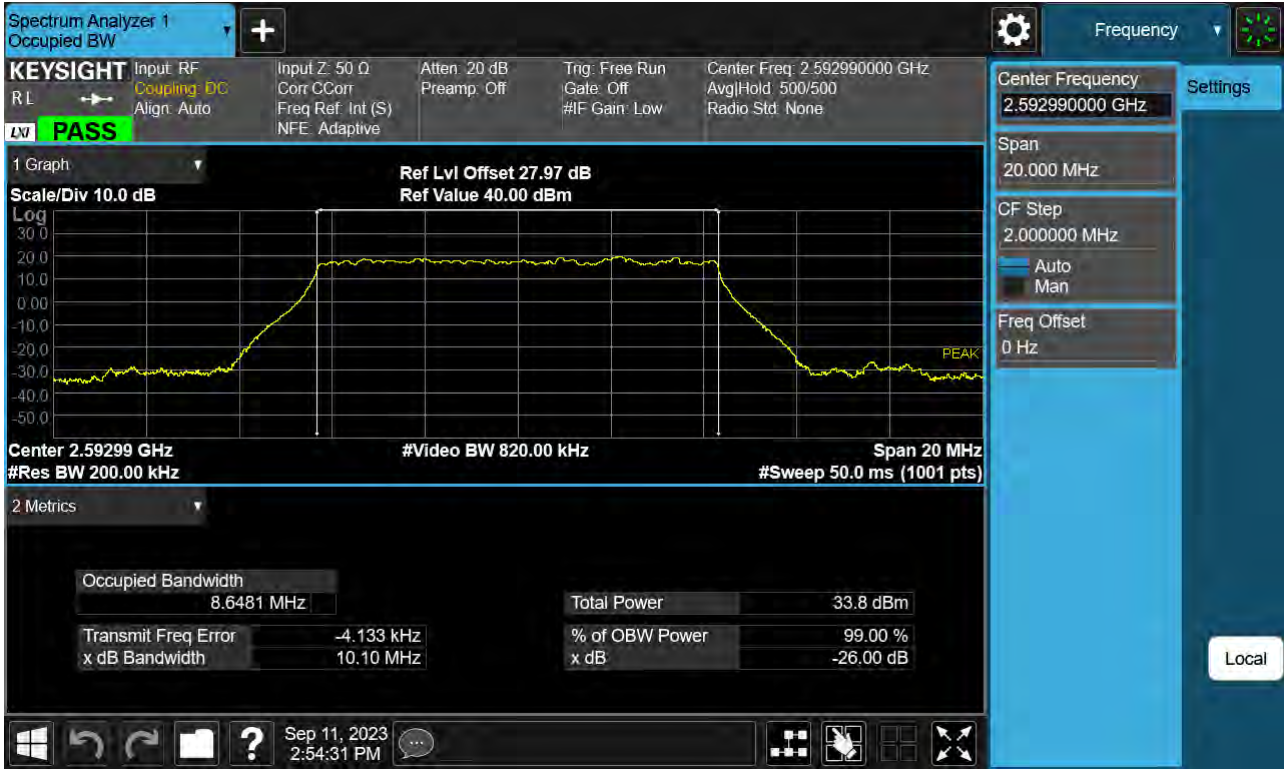 Spectrum Analyzer 1
Occupied BW
+
Frequency
KEYSIGHT
R L
LXI PASS
Input: RF
Coupling: DC
Align: Auto
Input Z: 50 Ω
Corr CCorr
Freq Ref: Int (S)
NFE: Adaptive
Atten: 20 dB
Preamp: Off
Trig: Free Run
Gate: Off
#IF Gain: Low
Center Freq: 2.592990000 GHz
Avg|Hold: 500/500
Radio Std: None
1 Graph
Ref Lvl Offset 27.97 dB
Scale/Div 10.0 dB
Ref Value 40.00 dBm
Log
30.0
20.0
10.0
0.00
-10.0
-20.0
-30.0
-40.0
-50.0
PEAK
Center 2.59299 GHz
#Video BW 820.00 kHz
Span 20 MHz
#Res BW 200.00 kHz
#Sweep 50.0 ms (1001 pts)
2 Metrics
Occupied Bandwidth
8.6481 MHz
Total Power 33.8 dBm
Transmit Freq Error -4.133 kHz
% of OBW Power 99.00 %
x dB Bandwidth 10.10 MHz
x dB -26.00 dB
Center Frequency
2.592990000 GHz
Settings
Span
20.000 MHz
CF Step
2.000000 MHz
Auto
Man
Freq Offset
0 Hz
Local
?
Sep 11, 2023
2:54:31 PM